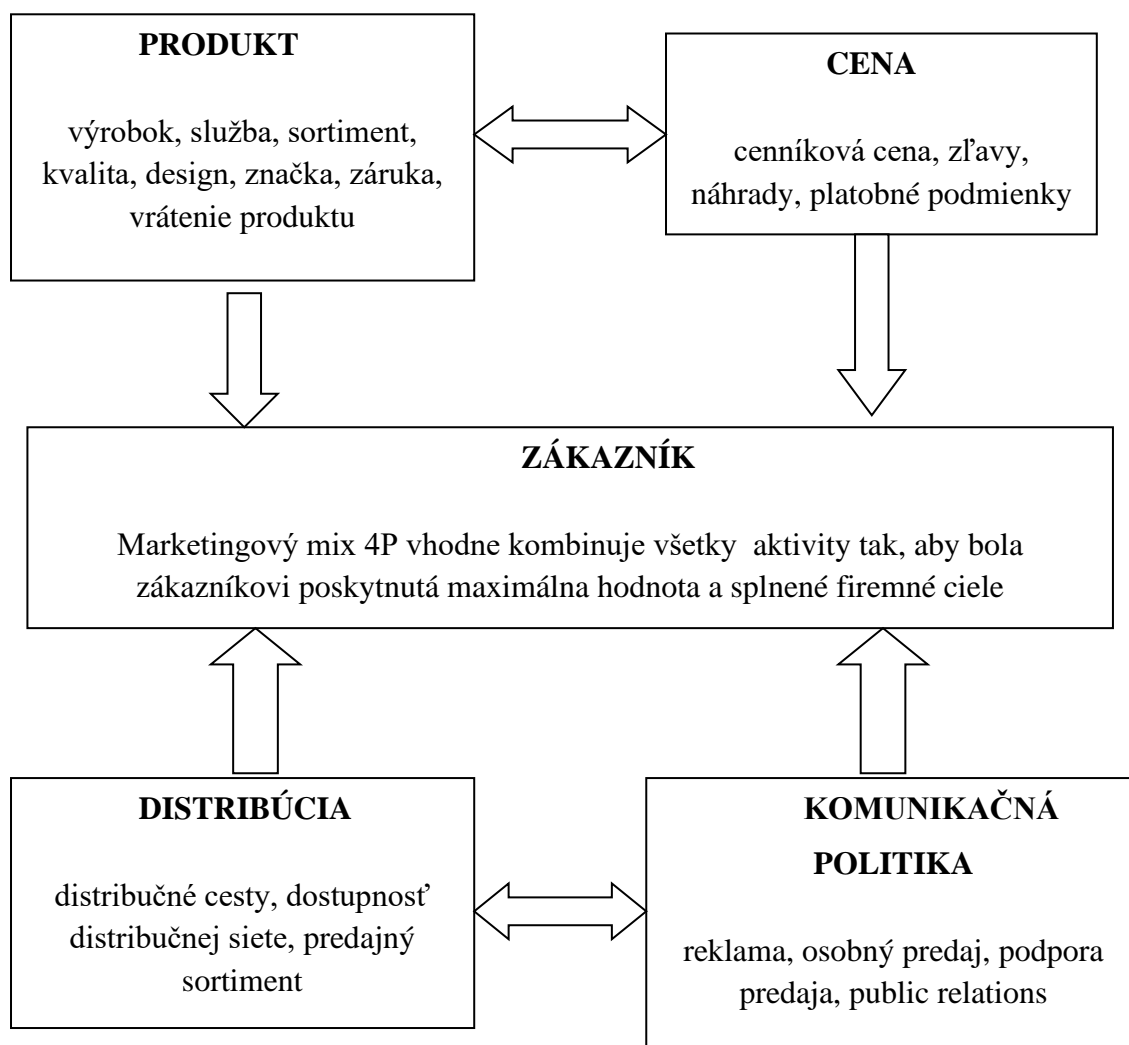 PRODUKT
výrobok, služba, sortiment,
kvalita, design, značka, záruka,
vrátenie produktu
CENA
cenníková cena, zľavy,
náhrady, platobné podmienky
ZÁKAZNÍK
Marketingový mix 4P vhodne kombinuje všetky aktivity tak, aby bola
zákazníkovi poskytnutá maximálna hodnota a splnené firemné ciele
DISTRIBÚCIA
distribučné cesty, dostupnosť
distribučnej siete, predajný
sortiment
KOMUNIKAČNÁ
POLITIKA
reklama, osobný predaj, podpora
predaja, public relations